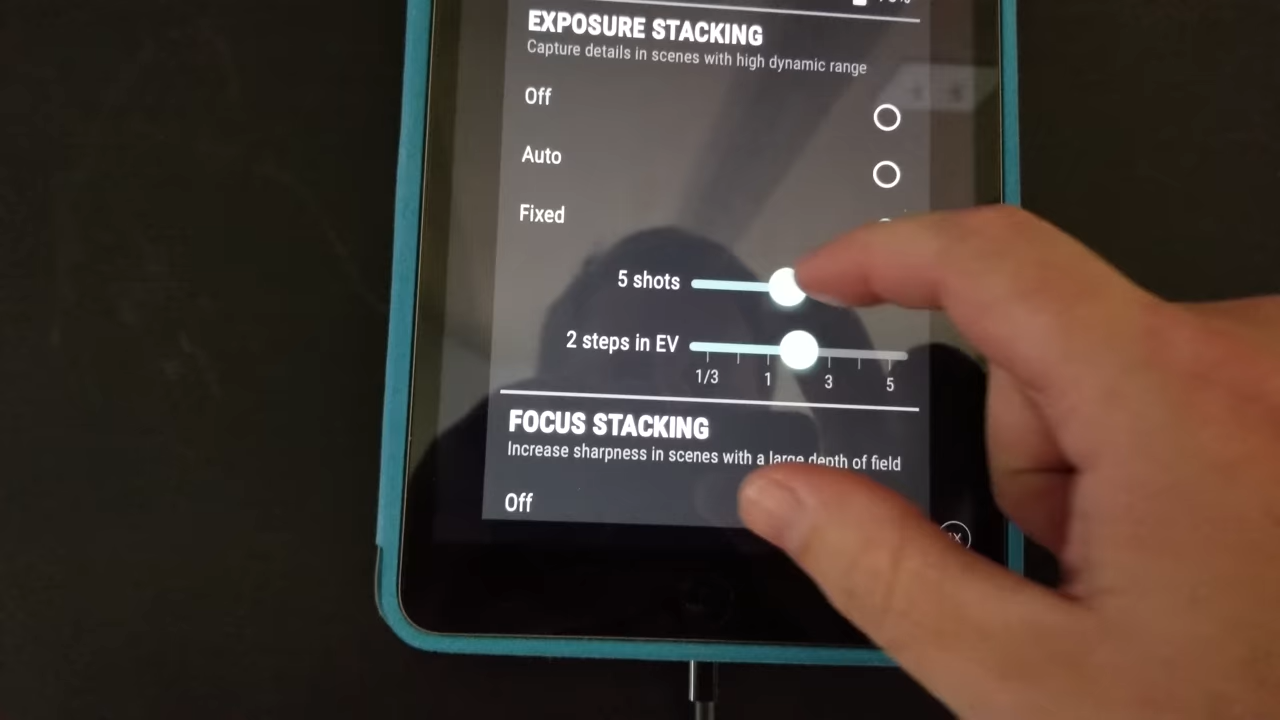 EXPOSURE STACKING
Capture details in scenes with high dynamic range
Off
Auto
Fixed
5 shots
2 steps in EV
1/3 1 3 5
FOCUS STACKING
Increase sharpness in scenes with a large depth of field
Off